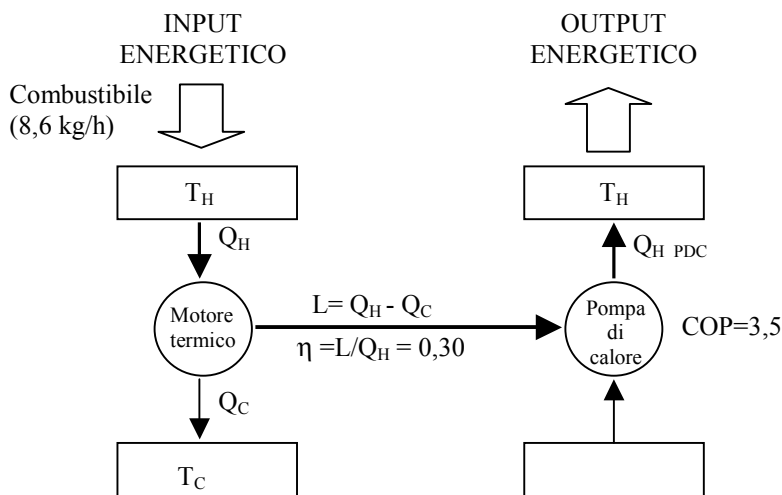 INPUT
ENERGETICO
OUTPUT
ENERGETICO
Combustibile
(8,6 kg/h)
T_H
T_H
Q_H
Q_H PDC
Motore
termico
L= Q_H - Q_C
η =L/Q_H = 0,30
Pompa
di
calore
COP=3,5
Q_C
T_C